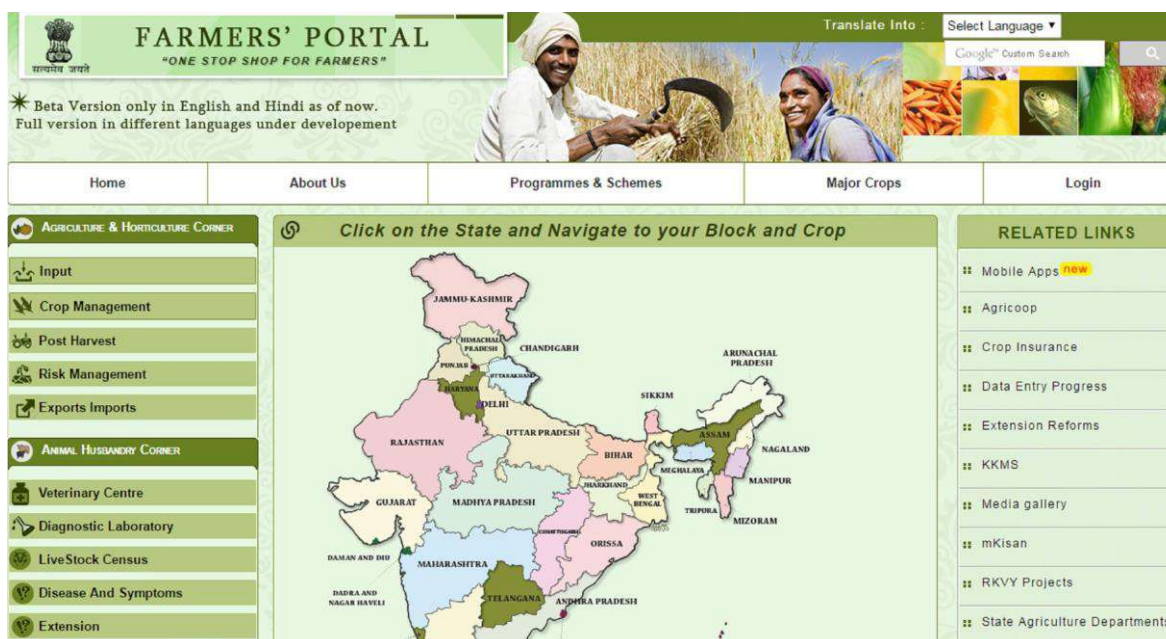 FARMERS' PORTAL
"ONE STOP SHOP FOR FARMERS"
सत्यमेव जयते
Beta Version only in English and Hindi as of now.
Full version in different languages under developement
Translate Into :
Select Language
Google™ Custom Search
Home
About Us
Programmes & Schemes
Major Crops
Login
AGRICULTURE & HORTICULTURE CORNER
Input
Crop Management
Post Harvest
Risk Management
Exports Imports
ANIMAL HUSBANDRY CORNER
Veterinary Centre
Diagnostic Laboratory
LiveStock Census
Disease And Symptoms
Extension
Click on the State and Navigate to your Block and Crop
JAMMU-KASHMIR
HIMACHAL
PRADESH
CHANDIGARH
PUNJAB
UTTARAKHAND
HARYANA
DELHI
ARUNACHAL
PRADESH
SIKKIM
RAJASTHAN
UTTAR PRADESH
ASSAM
NAGALAND
BIHAR
MEGHALAYA
MANIPUR
JHARKHAND
GUJARAT
MADHYA PRADESH
WEST
BENGAL
TRIPURA
MIZORAM
CHHATTISGARH
ORISSA
DAMAN AND DIU
MAHARASHTRA
DADRA AND
NAGAR HAVELI
TELANGANA
ANDHRA PRADESH
RELATED LINKS
Mobile Apps new
Agricoop
Crop Insurance
Data Entry Progress
Extension Reforms
KKMS
Media gallery
mKisan
RKVY Projects
State Agriculture Departments